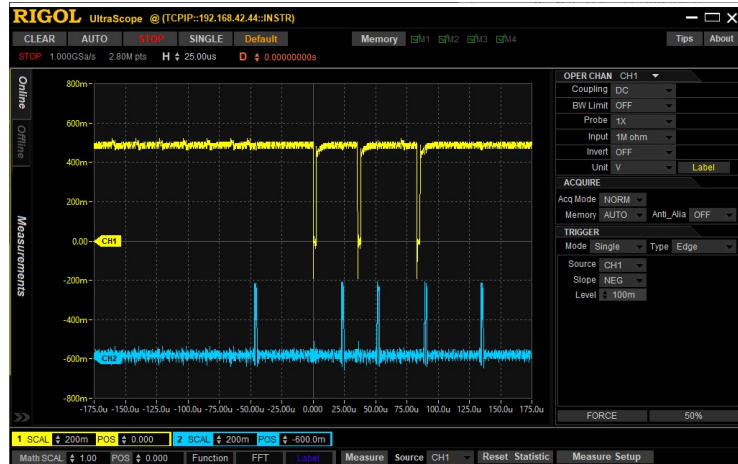 RIGOL UltraScope @ (TCPIP::192.168.42.44::INSTR)
CLEAR AUTO STOP SINGLE Default Memory M1 M2 M3 M4 Tips About
STOP 1.000GSa/s 2.80M pts H 25.00us D 0.00000000s
Online
Offline
Measurements
800m
600m
400m
200m
0.00
-200m
-400m
-600m
-800m
CH1
CH2
-175.0u -150.0u -125.0u -100.0u -75.00u -50.00u -25.00u 0.000 25.00u 50.00u 75.00u 100.0u 125.0u 150.0u 175.0u
OPER CHAN CH1
Coupling DC
BW Limit OFF
Probe 1X
Input 1M ohm
Invert OFF
Unit V Label
ACQUIRE
Acq Mode NORM
Memory AUTO Anti_Alia OFF
TRIGGER
Mode Single Type Edge
Source CH1
Slope NEG
Level 100m
FORCE 50%
1 SCAL 200m POS 0.000 2 SCAL 200m POS -600.0m
Math SCAL 1.00 POS 0.000 Function FFT Label Measure Source CH1 Reset Statistic Measure Setup